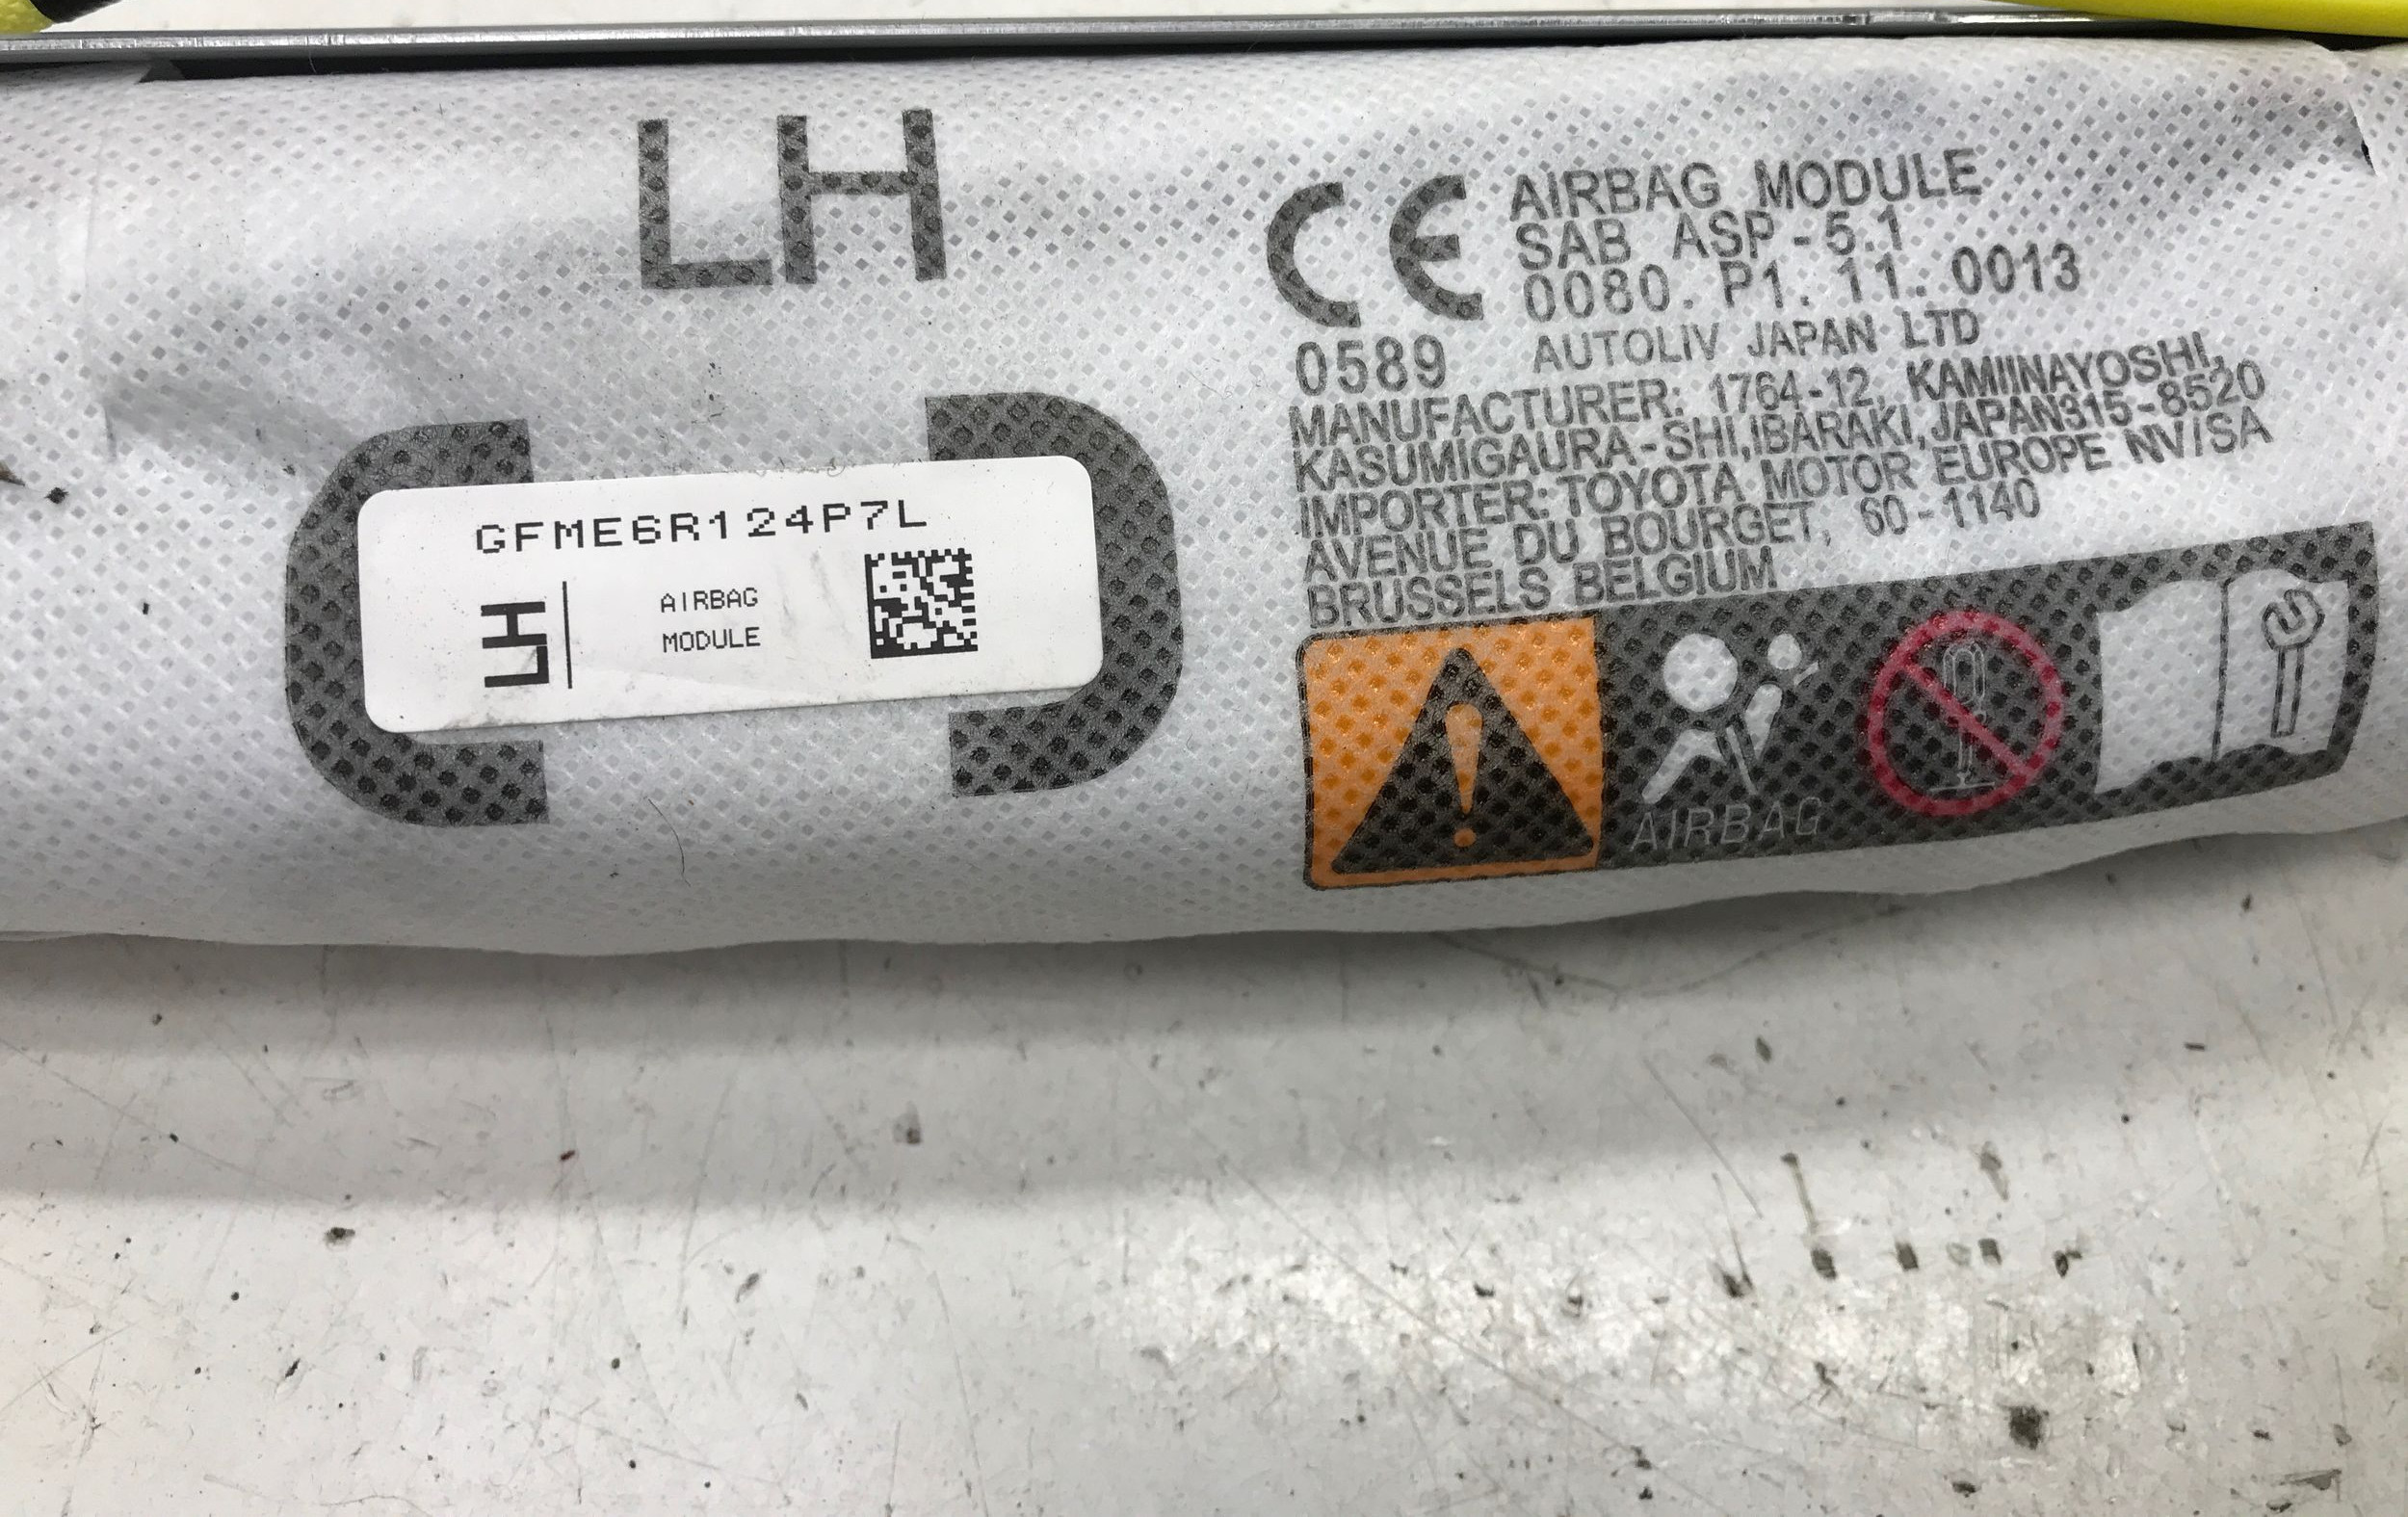 LH
GFME6R124P7L
LH
AIRBAG
MODULE
CE
AIRBAG MODULE
SAB ASP-5.1
0080. P1. 11. 0013
0589 AUTOLIV JAPAN LTD
MANUFACTURER: 1764-12, KAMIINAYOSHI,
KASUMIGAURA-SHI,IBARAKI,JAPAN315-8520
IMPORTER: TOYOTA MOTOR EUROPE NV/SA
AVENUE DU BOURGET, 60-1140
BRUSSELS BELGIUM
AIRBAG